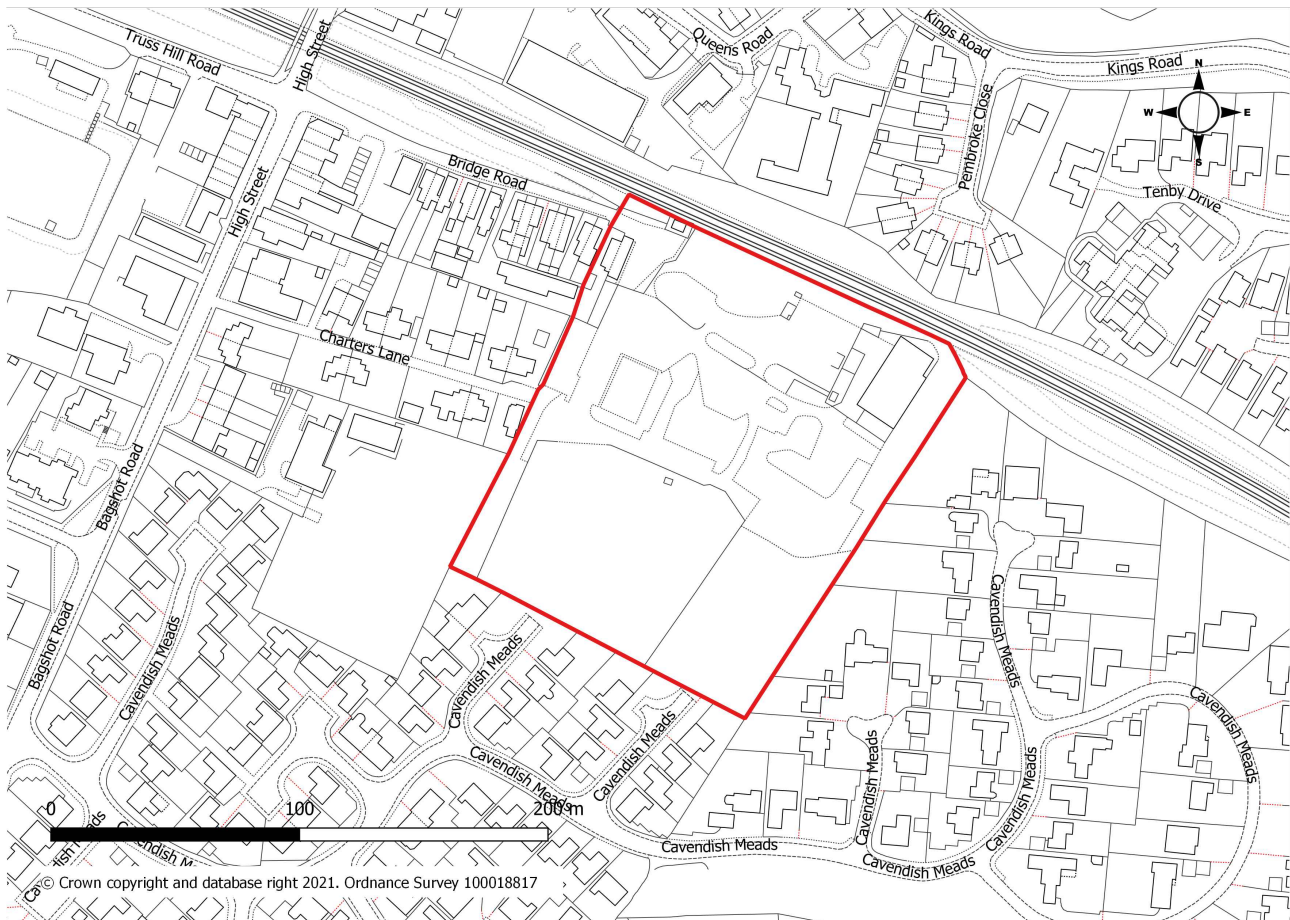 Truss Hill Road
High Street
Queens Road
Kings Road
Kings Road
N
W
E
S
Pembroke Close
Tenby Drive
Bridge Road
High Street
Charters Lane
Bagshot Road
Bagshot Road
Cavendish Meads
Cavendish Meads
Cavendish Meads
Cavendish Meads
Cavendish Meads
Cavendish Meads
Cavendish Meads
Cavendish Meads
Cavendish Meads
Cavendish Meads
0
100
200 m
© Crown copyright and database right 2021. Ordnance Survey 100018817